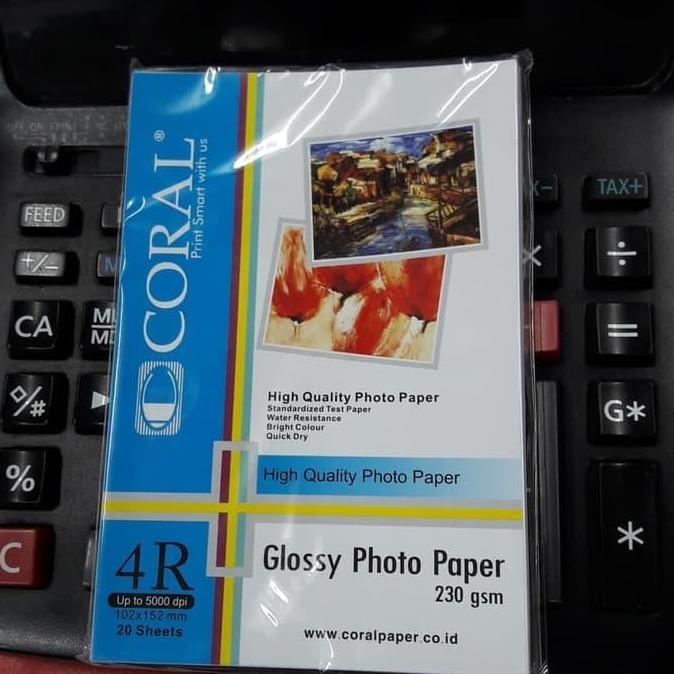 CORAL®
Print Smart with us
High Quality Photo Paper
Standardized Test Paper
Water Resistance
Bright Colour
Quick Dry
High Quality Photo Paper
4R
Up to 5000 dpi
102x152 mm
20 Sheets
Glossy Photo Paper
230 gsm
www.coralpaper.co.id
FEED
+/-
CA
%/#
%
C
X-
TAX+
X
÷
=
G*
*